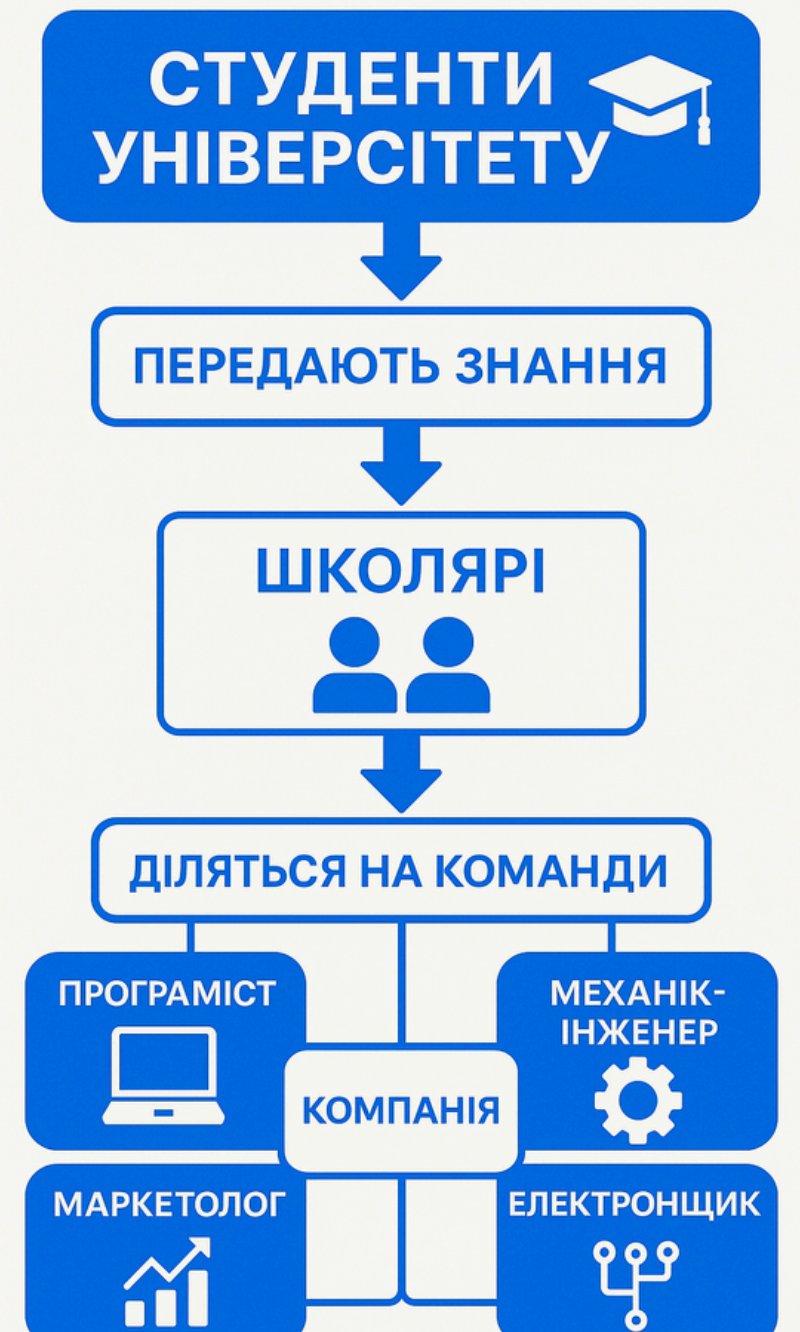 СТУДЕНТИ
УНІВЕРСІТЕТУ
ПЕРЕДАЮТЬ ЗНАННЯ
ШКОЛЯРІ
ДІЛЯТЬСЯ НА КОМАНДИ
ПРОГРАМІСТ
МЕХАНІК-
ІНЖЕНЕР
КОМПАНІЯ
МАРКЕТОЛОГ
ЕЛЕКТРОНЩИК